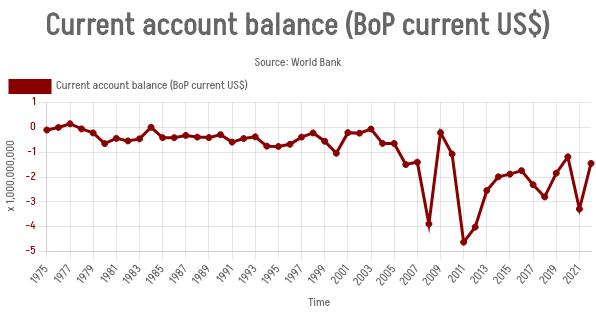 Current account balance (BoP current US$)
Source: World Bank
Current account balance (BoP current US$)
1
0
-1
-2
-3
-4
-5
x 1,000,000,000
1975 1977 1979 1981 1983 1985 1987 1989 1991 1993 1995 1997 1999 2001 2003 2005 2007 2009 2011 2013 2015 2017 2019 2021
Time